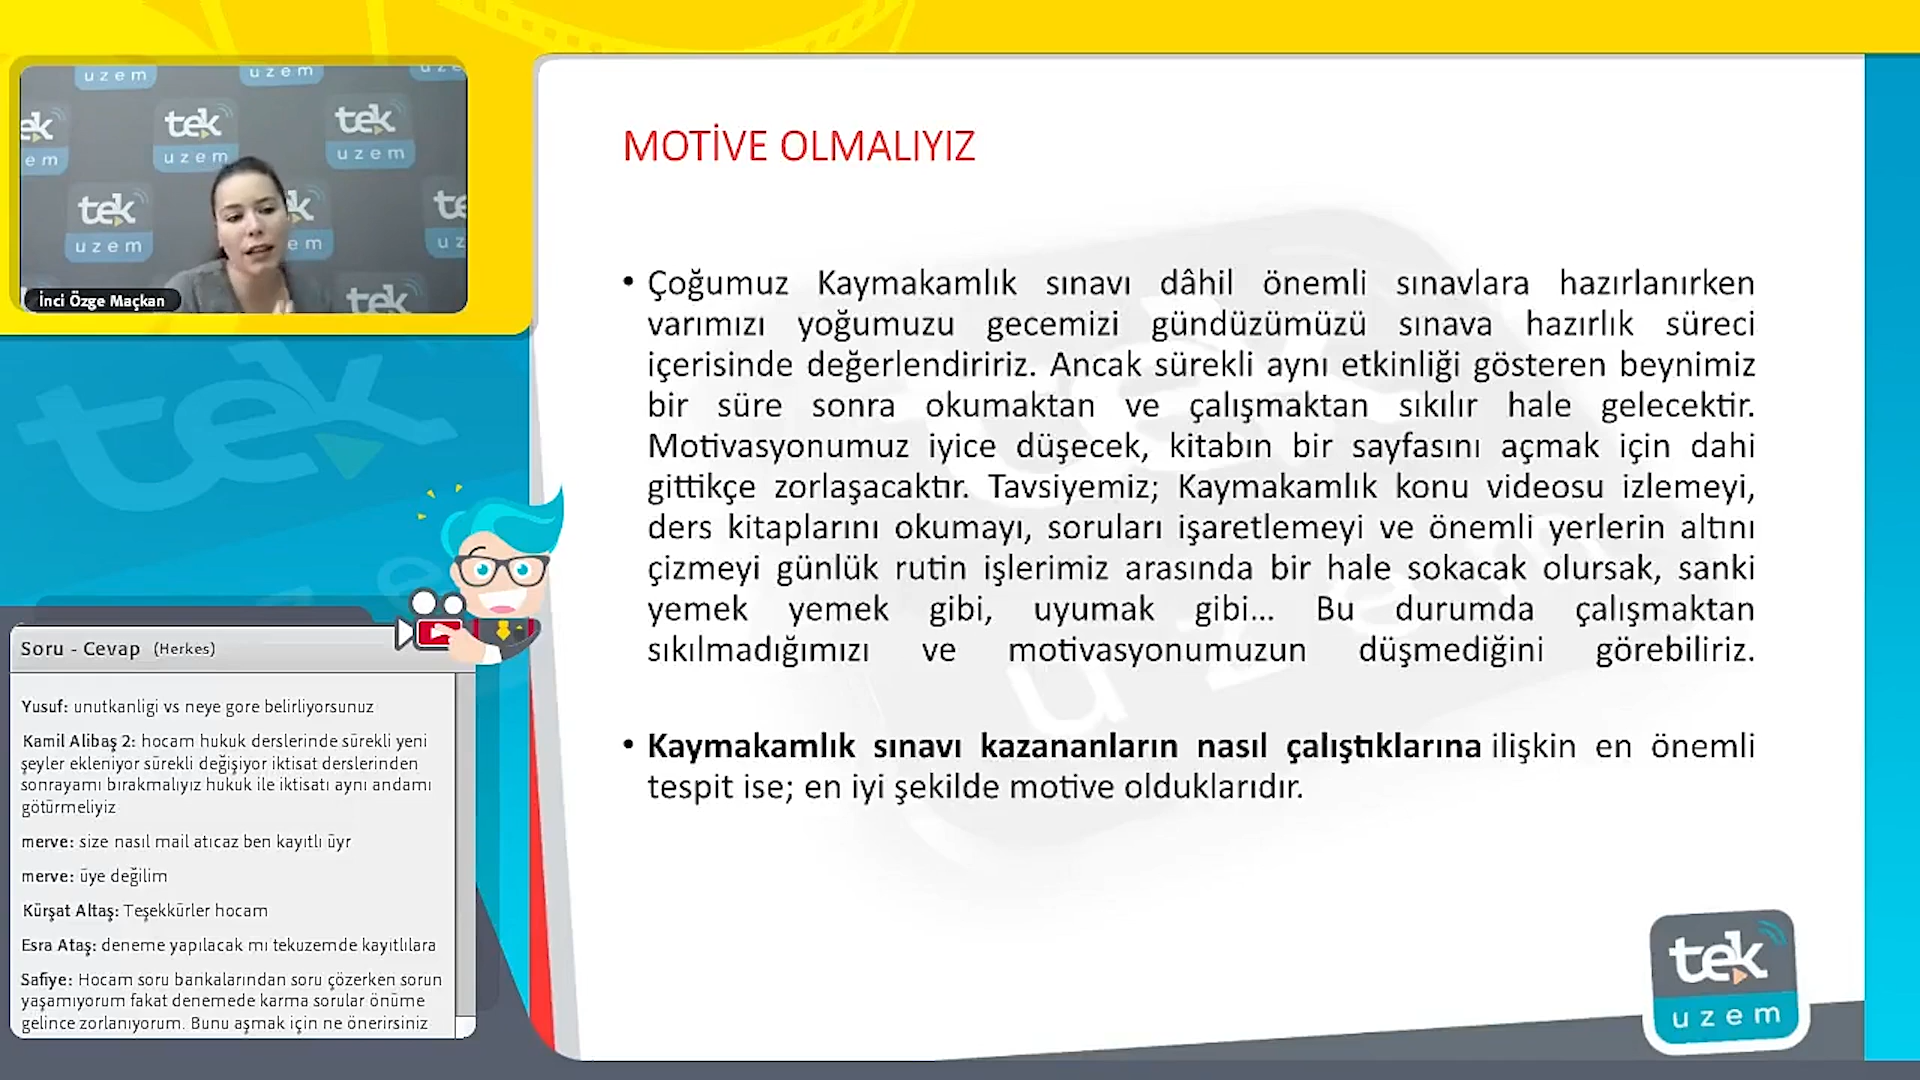 uzem
uzem
tek
uzem
tek
uzem
tek
uzem
tek
İnci Özge Maçkan
MOTİVE OLMALIYIZ
• Çoğumuz Kaymakamlık sınavı dâhil önemli sınavlara hazırlanırken
varımızı yoğumuzu gecemizi gündüzümüzü sınava hazırlık süreci
içerisinde değerlendiririz. Ancak sürekli aynı etkinliği gösteren beynimiz
bir süre sonra okumaktan ve çalışmaktan sıkılır hale gelecektir.
Motivasyonumuz iyice düşecek, kitabın bir sayfasını açmak için dahi
gittikçe zorlaşacaktır. Tavsiyemiz; Kaymakamlık konu videosu izlemeyi,
ders kitaplarını okumayı, soruları işaretlemeyi ve önemli yerlerin altını
çizmeyi günlük rutin işlerimiz arasında bir hale sokacak olursak, sanki
yemek yemek gibi, uyumak gibi... Bu durumda çalışmaktan
sıkılmadığımızı ve motivasyonumuzun düşmediğini görebiliriz.
• Kaymakamlık sınavı kazananların nasıl çalıştıklarına ilişkin en önemli
tespit ise; en iyi şekilde motive olduklarıdır.
tek
Soru - Cevap (Herkes)
Yusuf: unutkanligi vs neye gore belirliyorsunuz
Kamil Alibaş 2: hocam hukuk derslerinde sürekli yeni
şeyler ekleniyor sürekli değişiyor iktisat derslerinden
sonrayamı bırakmalıyız hukuk ile iktisatı aynı andamı
götürmeliyiz
merve: size nasıl mail atıcaz ben kayıtlı üyr
merve: üye değilim
Kürşat Altaş: Teşekkürler hocam
Esra Ataş: deneme yapılacak mı tekuzemde kayıtlılara
Safiye: Hocam soru bankalarından soru çözerken sorun
yaşamıyorum fakat denemede karma sorular önüme
gelince zorlanıyorum. Bunu aşmak için ne önerirsiniz
tek
uzem